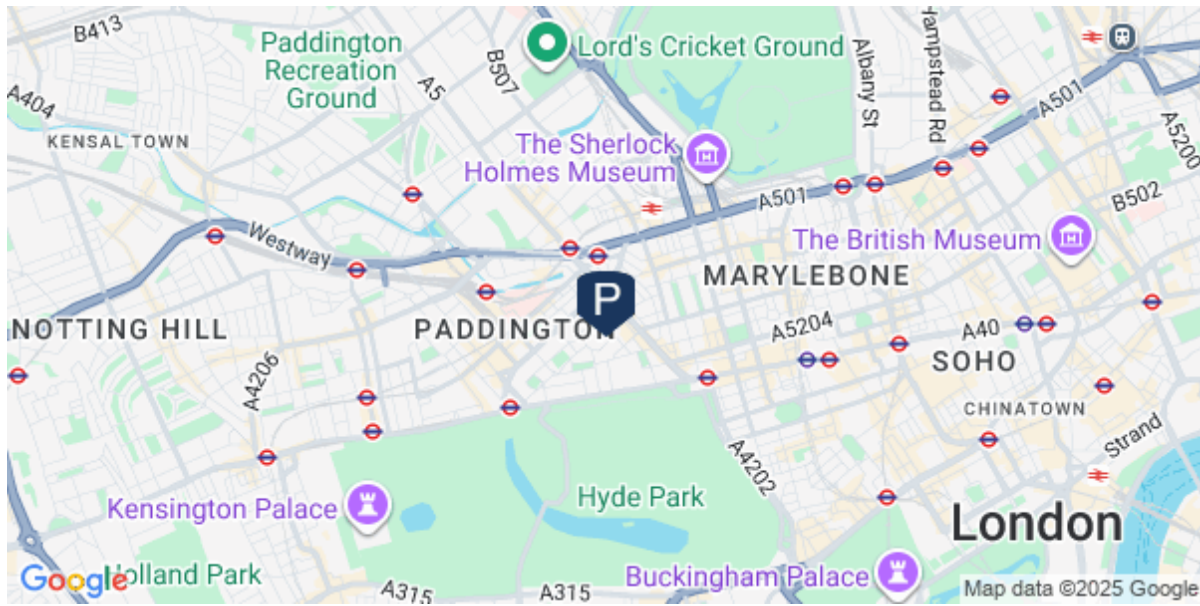 B413
Paddington
Recreation
Ground
A5
B507
Lord's Cricket Ground
Albany St
Hampstead Rd
A501
A5200
A404
KENSAL TOWN
The Sherlock
Holmes Museum
A501
B502
Westway
The British Museum
MARYLEBONE
P
NOTTING HILL
PADDINGTON
A5204
A40
SOHO
A4206
CHINATOWN
Strand
A4202
Kensington Palace
Hyde Park
London
Google
Holland Park
A315
A315
Buckingham Palace
Map data ©2025 Google